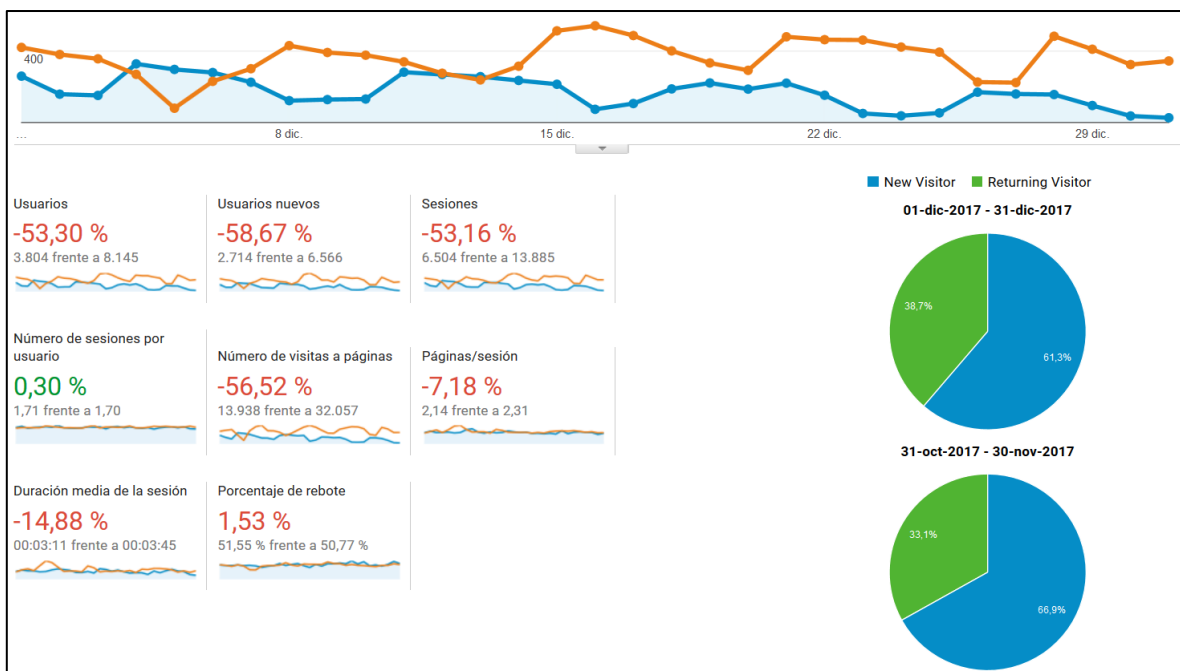 400
...
8 dic.
15 dic.
22 dic.
29 dic.
New Visitor
Returning Visitor
01-dic-2017 - 31-dic-2017
38,7%
61,3%
31-oct-2017 - 30-nov-2017
33,1%
66,9%
Usuarios
-53,30 %
3.804 frente a 8.145
Usuarios nuevos
-58,67 %
2.714 frente a 6.566
Sesiones
-53,16 %
6.504 frente a 13.885
Número de sesiones por
usuario
0,30 %
1,71 frente a 1,70
Número de visitas a páginas
-56,52 %
13.938 frente a 32.057
Páginas/sesión
-7,18 %
2,14 frente a 2,31
Duración media de la sesión
-14,88 %
00:03:11 frente a 00:03:45
Porcentaje de rebote
1,53 %
51,55 % frente a 50,77 %